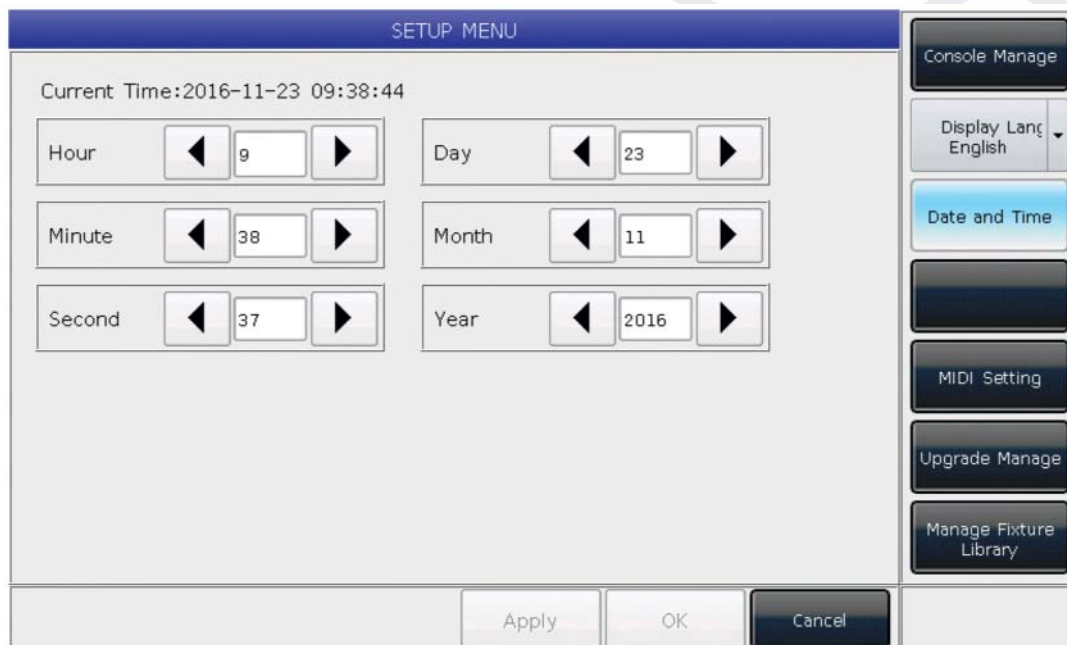 SETUP MENU
Current Time:2016-11-23 09:38:44
Hour 9
Day 23
Minute 38
Month 11
Second 37
Year 2016
Apply
OK
Cancel
Console Manage
Display Lang
English
Date and Time
MIDI Setting
Upgrade Manage
Manage Fixture
Library